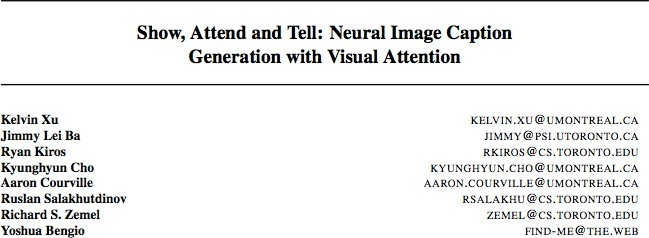 Show, Attend and Tell: Neural Image Caption
Generation with Visual Attention
Kelvin Xu KELVIN.XU@UMONTREAL.CA
Jimmy Lei Ba JIMMY@PSI.UTORONTO.CA
Ryan Kiros RKIROS@CS.TORONTO.EDU
Kyunghyun Cho KYUNGHYUN.CHO@UMONTREAL.CA
Aaron Courville AARON.COURVILLE@UMONTREAL.CA
Ruslan Salakhutdinov RSALAKHU@CS.TORONTO.EDU
Richard S. Zemel ZEMEL@CS.TORONTO.EDU
Yoshua Bengio FIND-ME@THE.WEB